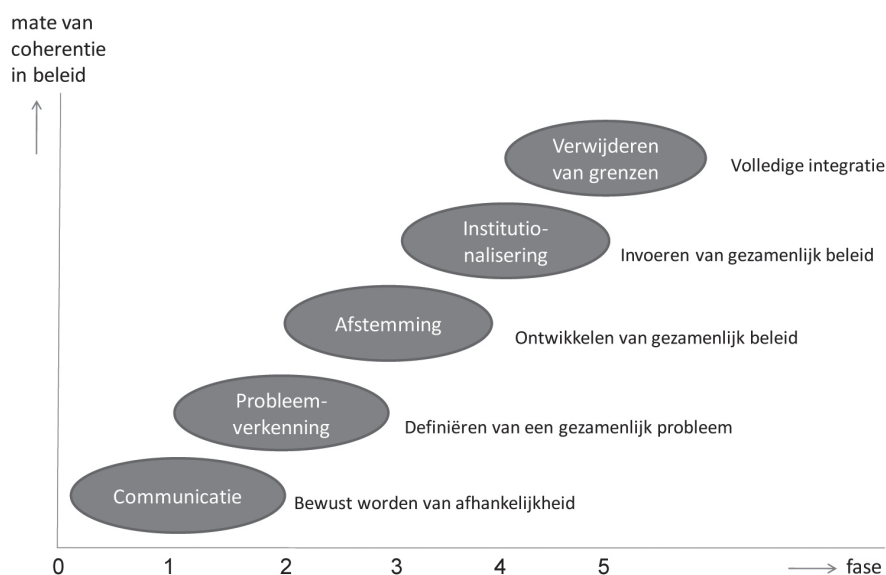 mate van
coherentie
in beleid
Verwijderen
van grenzen
Volledige integratie
Institutio-
nalisering
Invoeren van gezamenlijk beleid
Afstemming
Ontwikkelen van gezamenlijk beleid
Probleem-
verkenning
Definiëren van een gezamenlijk probleem
Communicatie
Bewust worden van afhankelijkheid
0 1 2 3 4 5 fase